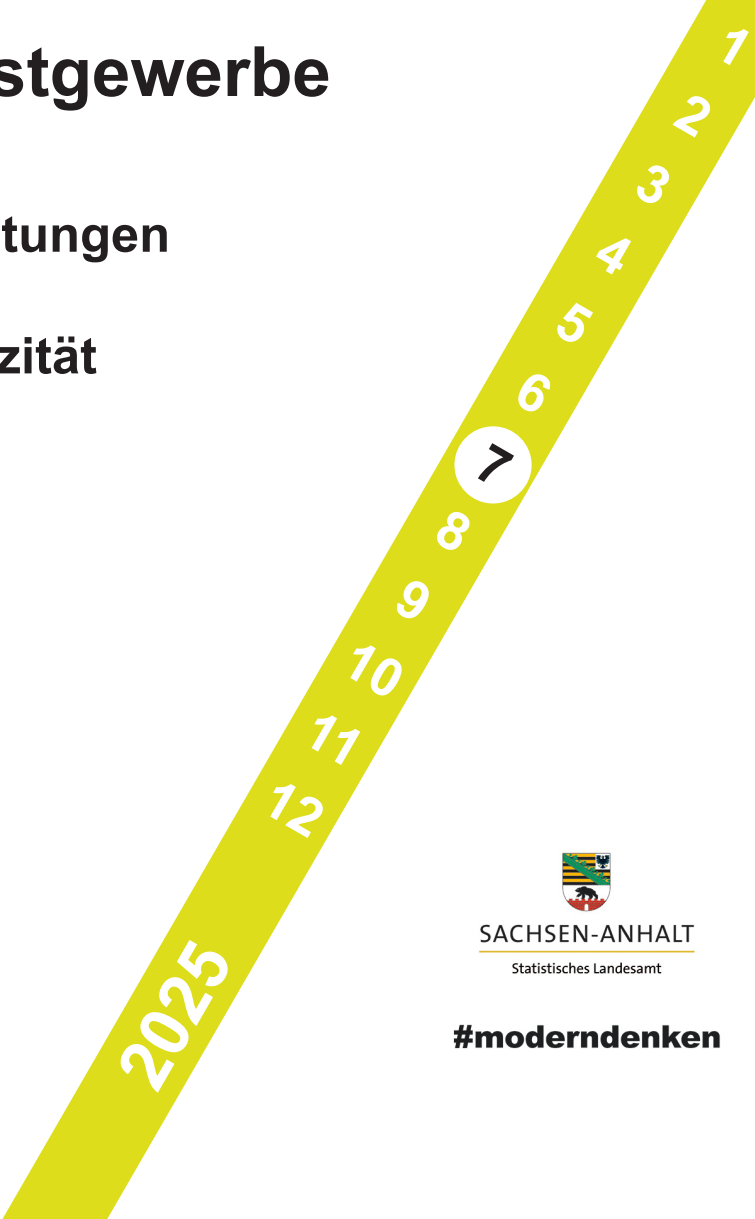 stgewerbe
tungen
zität
1
2
3
4
5
6
7
8
9
10
11
12
2025
SACHSEN-ANHALT
Statistisches Landesamt
#moderndenken